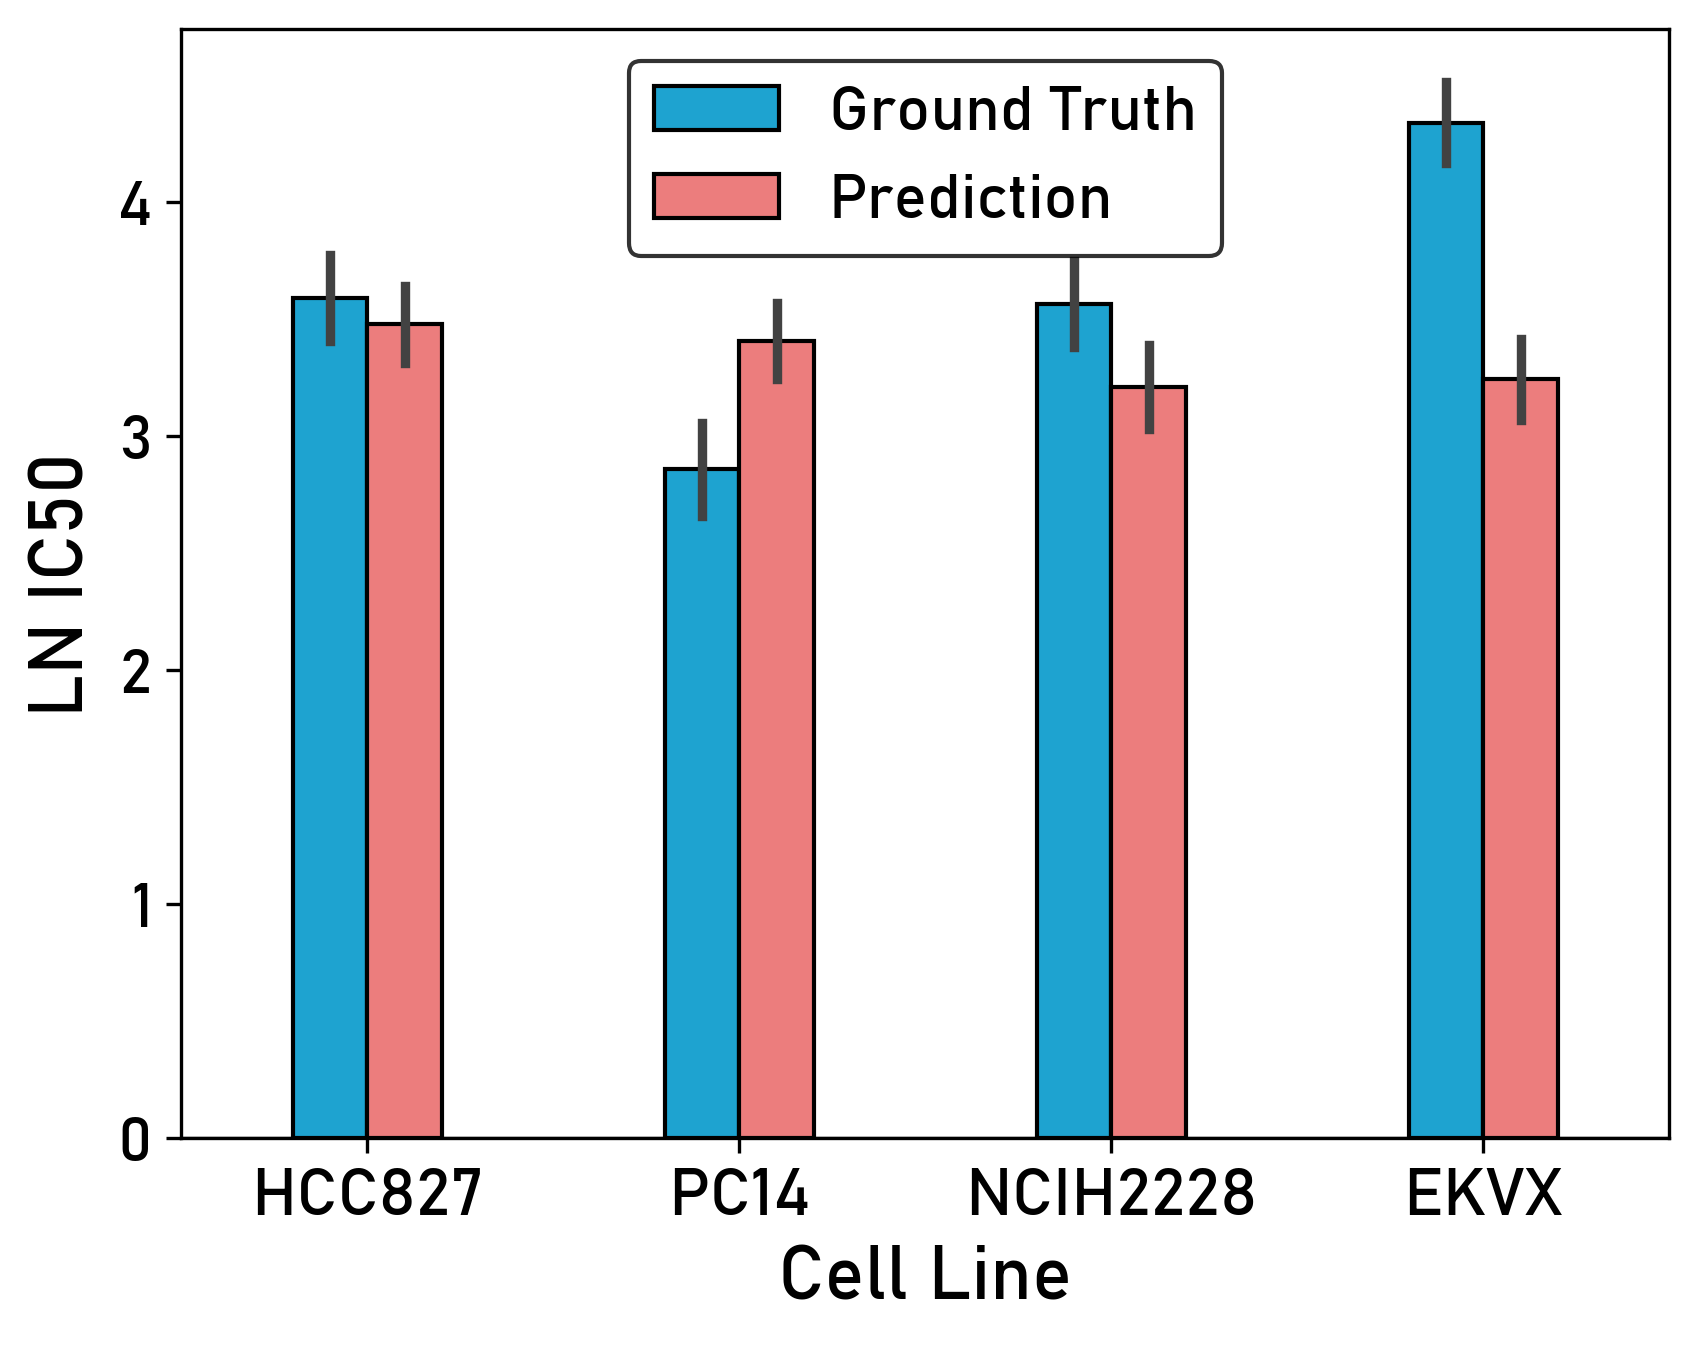 Ground Truth
Prediction
LN IC50
4
3
2
1
0
HCC827 PC14 NCIH2228 EKVX
Cell Line